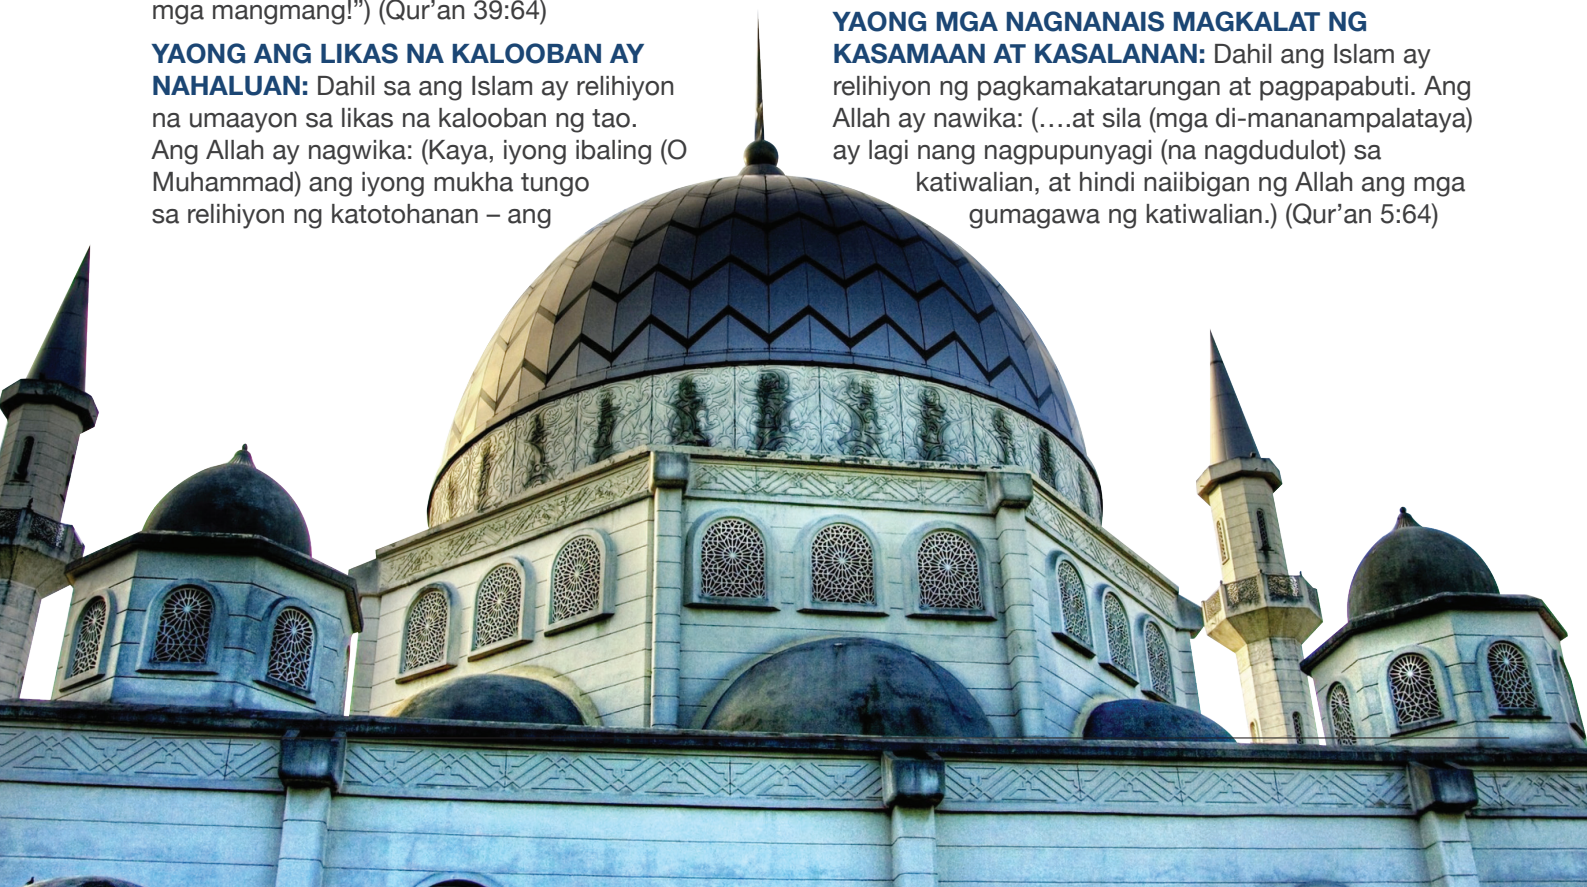 mga mangmang!”) (Qur’an 39:64)
YAONG ANG LIKAS NA KALOOBAN AY
NAHALUAN: Dahil sa ang Islam ay relihiyon
na umaayon sa likas na kalooban ng tao.
Ang Allah ay nagwika: (Kaya, iyong ibaling (O
Muhammad) ang iyong mukha tungo
sa relihiyon ng katotohanan – ang
YAONG MGA NAGNANAIS MAGKALAT NG
KASAMAAN AT KASALANAN: Dahil ang Islam ay
relihiyon ng pagkamakatarungan at pagpapabuti. Ang
Allah ay nawika: (….at sila (mga di-mananampalataya)
ay lagi nang nagpupunyagi (na nagdudulot) sa
katiwalian, at hindi naiibigan ng Allah ang mga
gumagawa ng katiwalian.) (Qur’an 5:64)